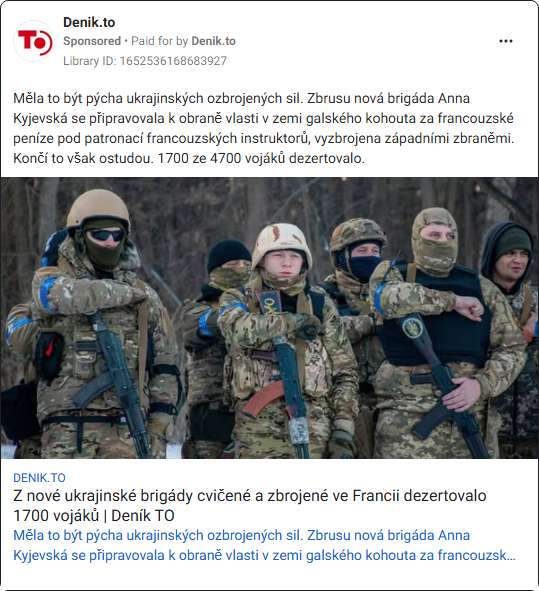 Denik.to
TO
Sponsored • Paid for by Denik.to
Library ID: 1652536168683927
Měla to být pýcha ukrajinských ozbrojených sil. Zbrusu nová brigáda Anna
Kyjevská se připravovala k obraně vlasti v zemi galského kohouta za francouzské
peníze pod patronací francouzských instruktorů, vyzbrojena západními zbraněmi.
Končí to však ostudou. 1700 ze 4700 vojáků dezertovalo.
DENIK.TO
Z nové ukrajinské brigády cvičené a zbrojené ve Francii dezertovalo
1700 vojáků | Deník TO
Měla to být pýcha ukrajinských ozbrojených sil. Zbrusu nová brigáda Anna
Kyjevská se připravovala k obraně vlasti v zemi galského kohouta za francouzsk...